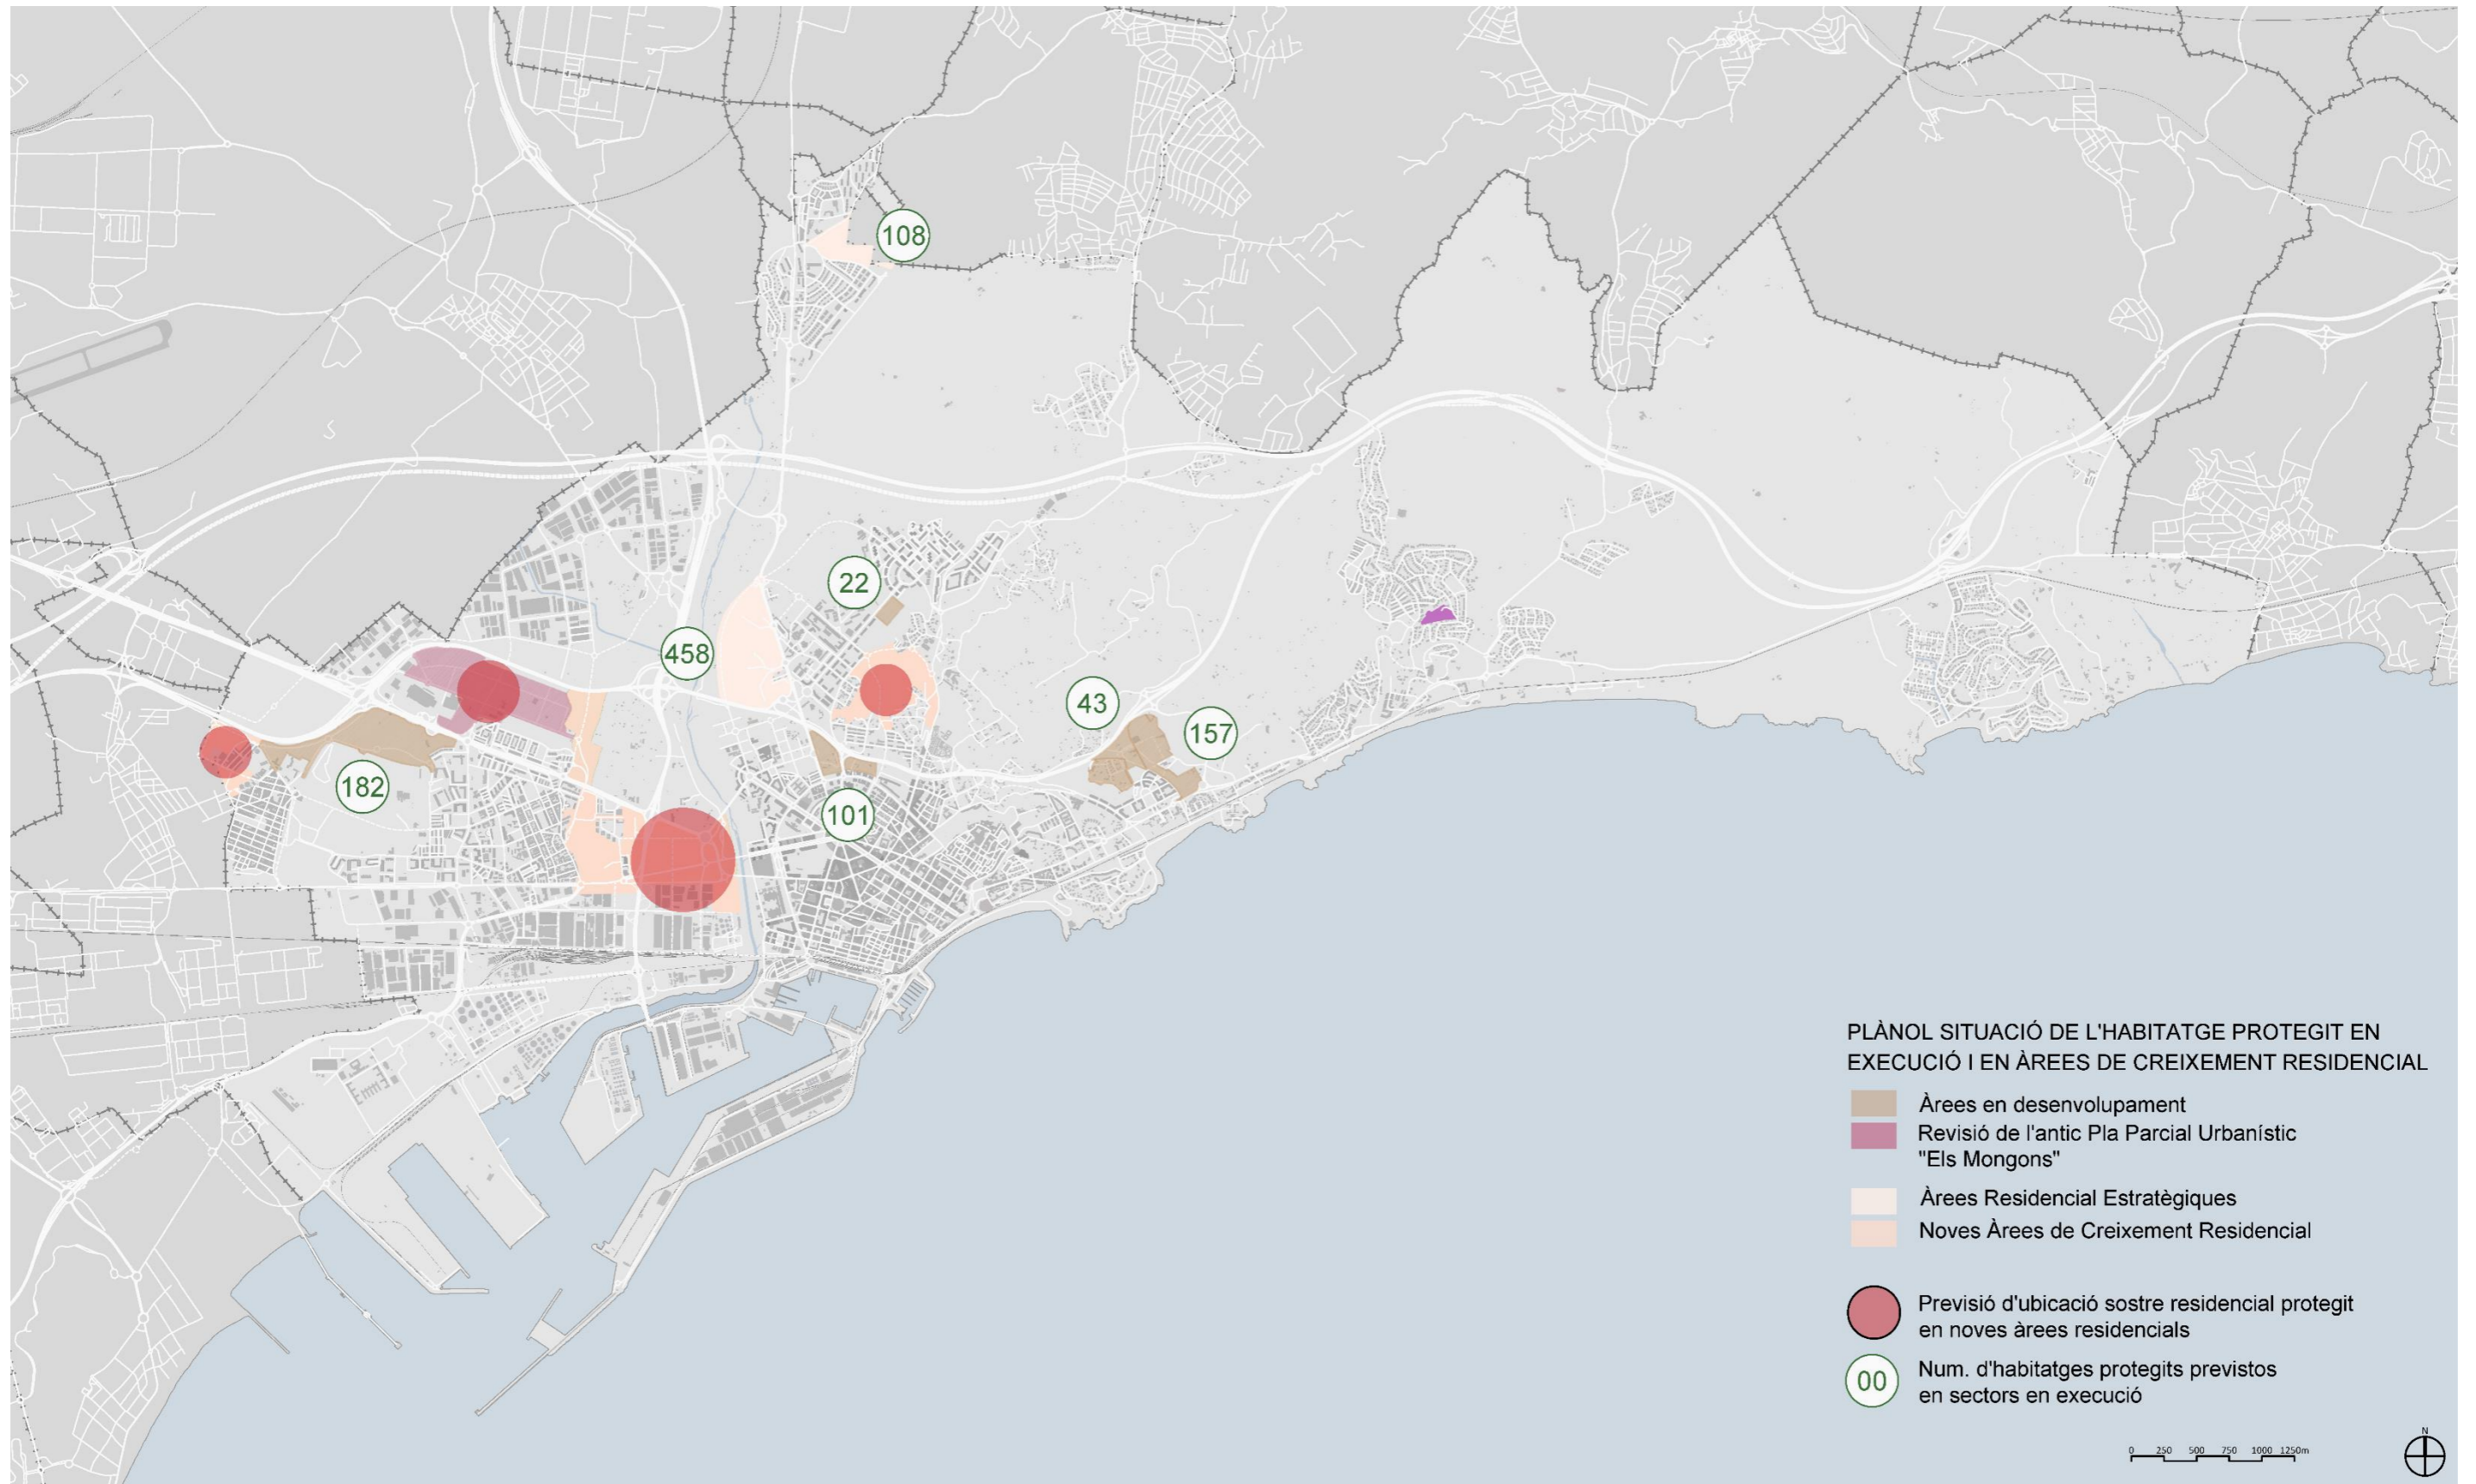 108
22
458
43
157
182
101
PLÀNOL SITUACIÓ DE L'HABITATGE PROTEGIT EN
EXECUCIÓ I EN ÀREES DE CREIXEMENT RESIDENCIAL
Àrees en desenvolupament
Revisió de l'antic Pla Parcial Urbanístic
"Els Mongons"
Àrees Residencial Estratègiques
Noves Àrees de Creixement Residencial
Previsió d'ubicació sostre residencial protegit
en noves àrees residencials
00
Num. d'habitatges protegits previstos
en sectors en execució
0 250 500 750 1000 1250m
N